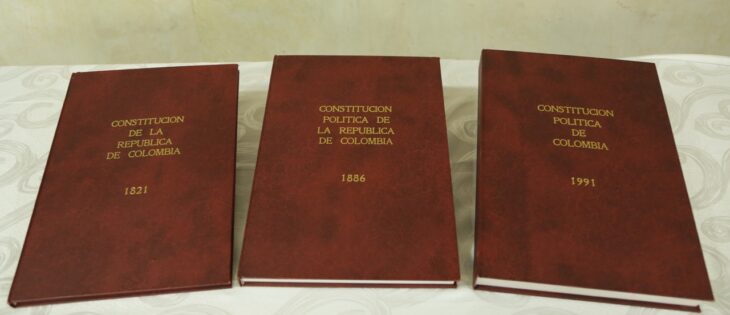 CONSTITUCION
DE LA
REPUBLICA
DE COLOMBIA
1821
CONSTITUCION
POLITICA DE
LA REPUBLICA
DE COLOMBIA
1886
CONSTITUCION
POLITICA
DE
COLOMBIA
1991